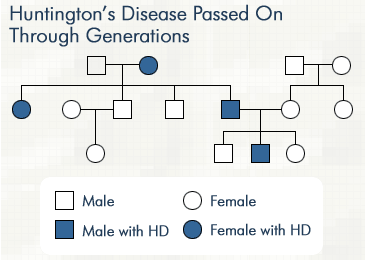 Huntington's Disease Passed On
Through Generations
Male
Female
Male with HD
Female with HD